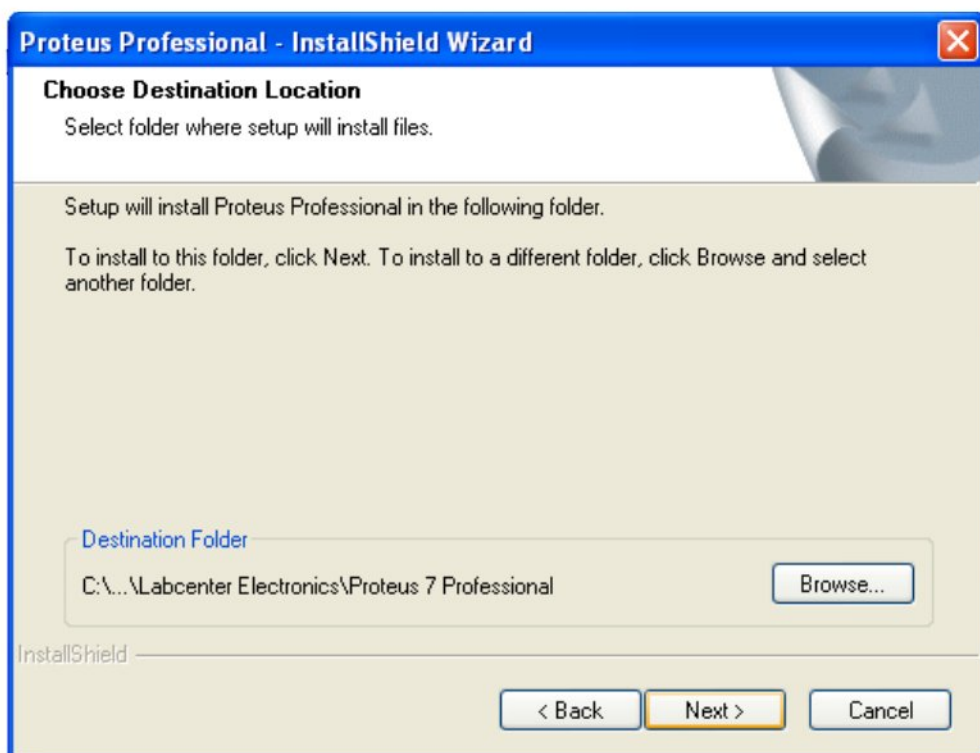 Proteus Professional - InstallShield Wizard
Choose Destination Location
Select folder where setup will install files.
Setup will install Proteus Professional in the following folder.
To install to this folder, click Next. To install to a different folder, click Browse and select
another folder.
Destination Folder
C:\...\Labcenter Electronics\Proteus 7 Professional
Browse...
InstallShield
< Back
Next >
Cancel